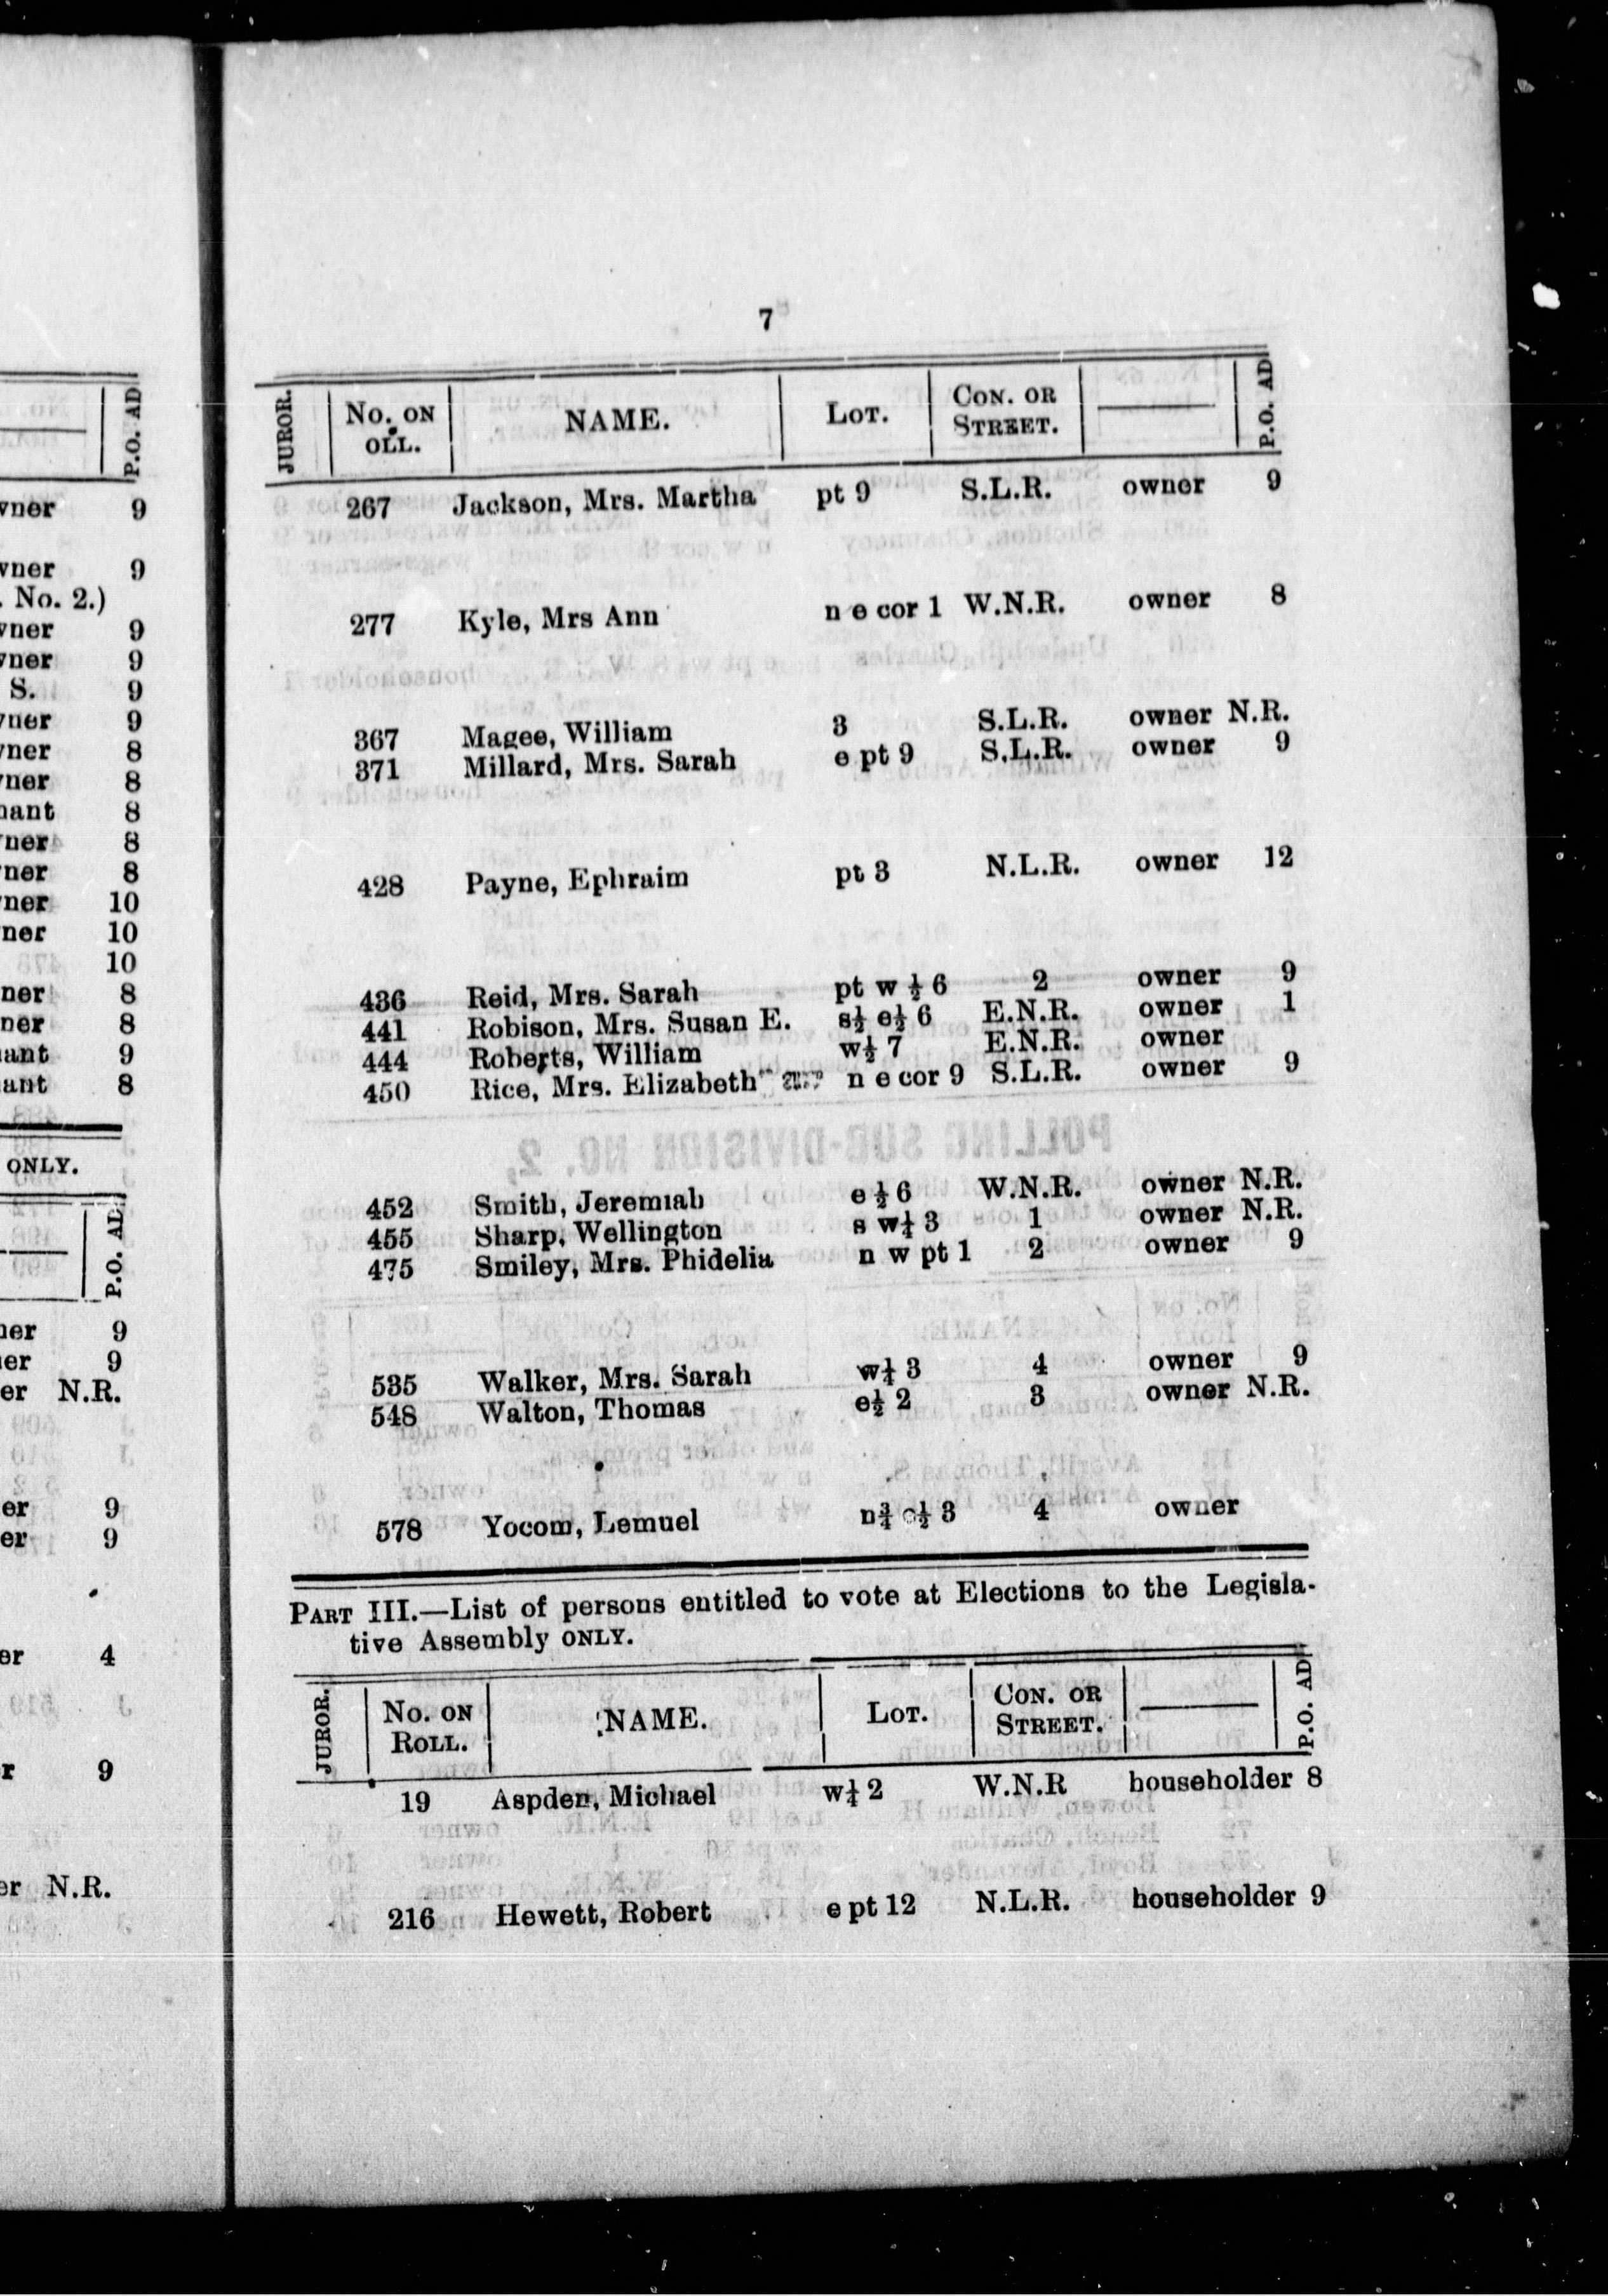 7
JUROR. No. ON OLL. NAME. LOT. CON. OR STREET. P.O. AD
267 Jackson, Mrs. Martha pt 9 S.L.R. owner 9
277 Kyle, Mrs Ann n e cor 1 W.N.R. owner 8
367 Magee, William 3 S.L.R. owner N.R.
371 Millard, Mrs. Sarah e pt 9 S.L.R. owner 9
428 Payne, Ephraim pt 3 N.L.R. owner 12
436 Reid, Mrs. Sarah pt w ½ 6 2 owner 9
441 Robison, Mrs. Susan E. s½ e½ 6 E.N.R. owner 1
444 Roberts, William w½ 7 E.N.R. owner
450 Rice, Mrs. Elizabeth n e cor 9 S.L.R. owner 9
452 Smith, Jeremiah e ½ 6 W.N.R. owner N.R.
455 Sharp, Wellington s w¼ 3 1 owner N.R.
475 Smiley, Mrs. Phidelia n w pt 1 2 owner 9
535 Walker, Mrs. Sarah w¼ 3 4 owner 9
548 Walton, Thomas e½ 2 3 owner N.R.
578 Yocom, Lemuel n¾ e½ 3 4 owner
PART III.—List of persons entitled to vote at Elections to the Legisla-
tive Assembly ONLY.
JUROR. No. ON ROLL. NAME. LOT. CON. OR STREET. P.O. AD
19 Aspden, Michael w¼ 2 W.N.R householder 8
216 Hewett, Robert e pt 12 N.L.R. householder 9